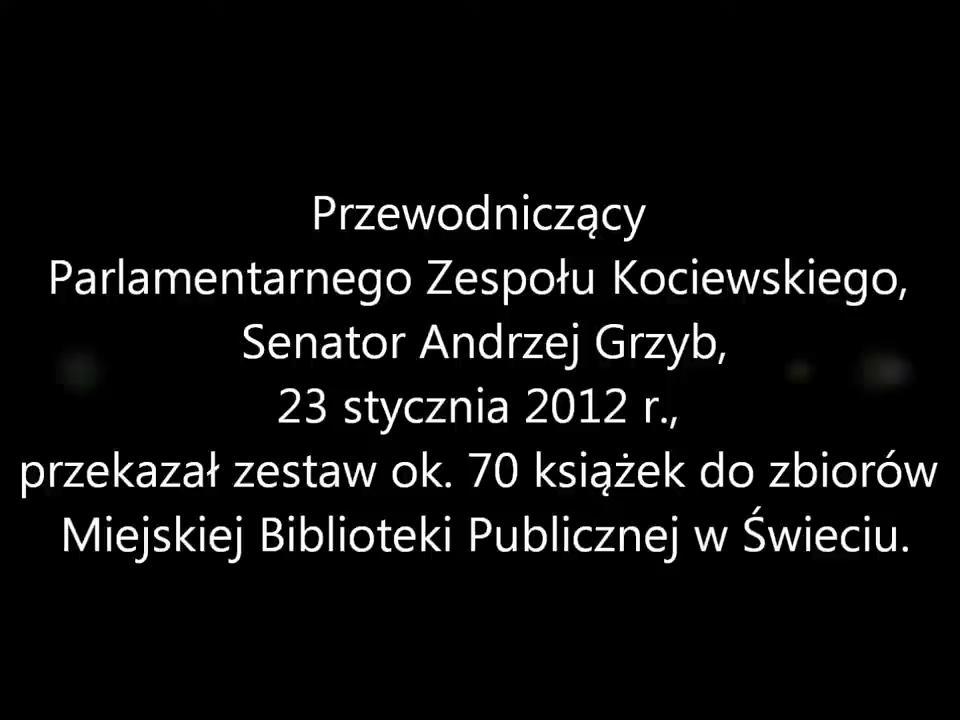 Przewodniczący
Parlamentarnego Zespołu Kociewskiego,
Senator Andrzej Grzyb,
23 stycznia 2012 r.,
przekazał zestaw ok. 70 książek do zbiorów
Miejskiej Biblioteki Publicznej w Świeciu.